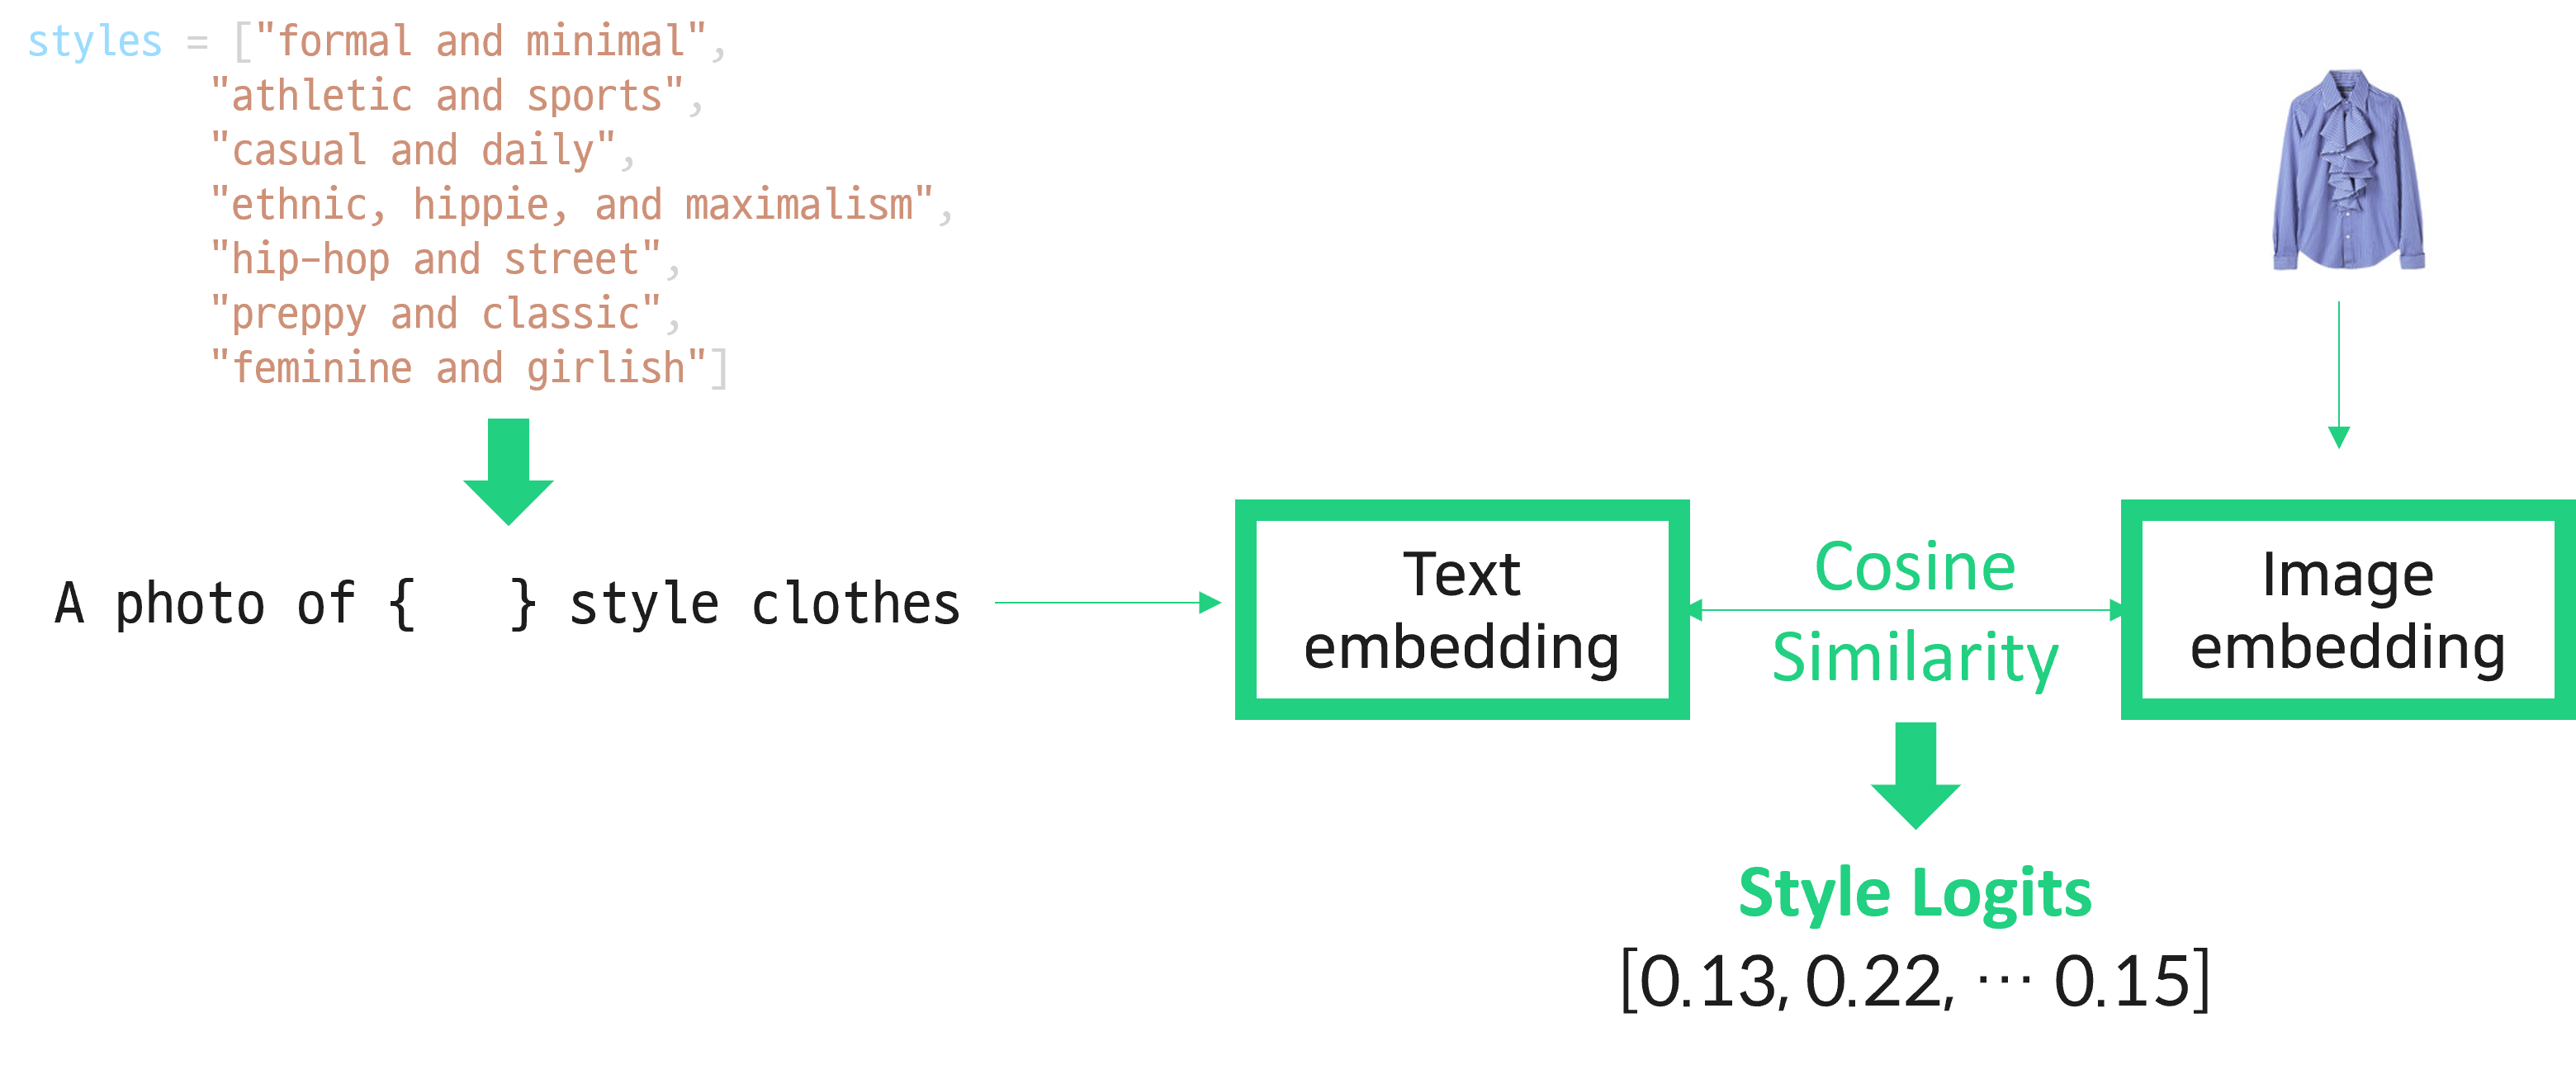 styles = ["formal and minimal",
"athletic and sports",
"casual and daily",
"ethnic, hippie, and maximalism",
"hip-hop and street",
"preppy and classic",
"feminine and girlish"]
A photo of {   } style clothes
Text
embedding
Cosine
Similarity
Image
embedding
Style Logits
[0.13, 0.22, ⋯ 0.15]